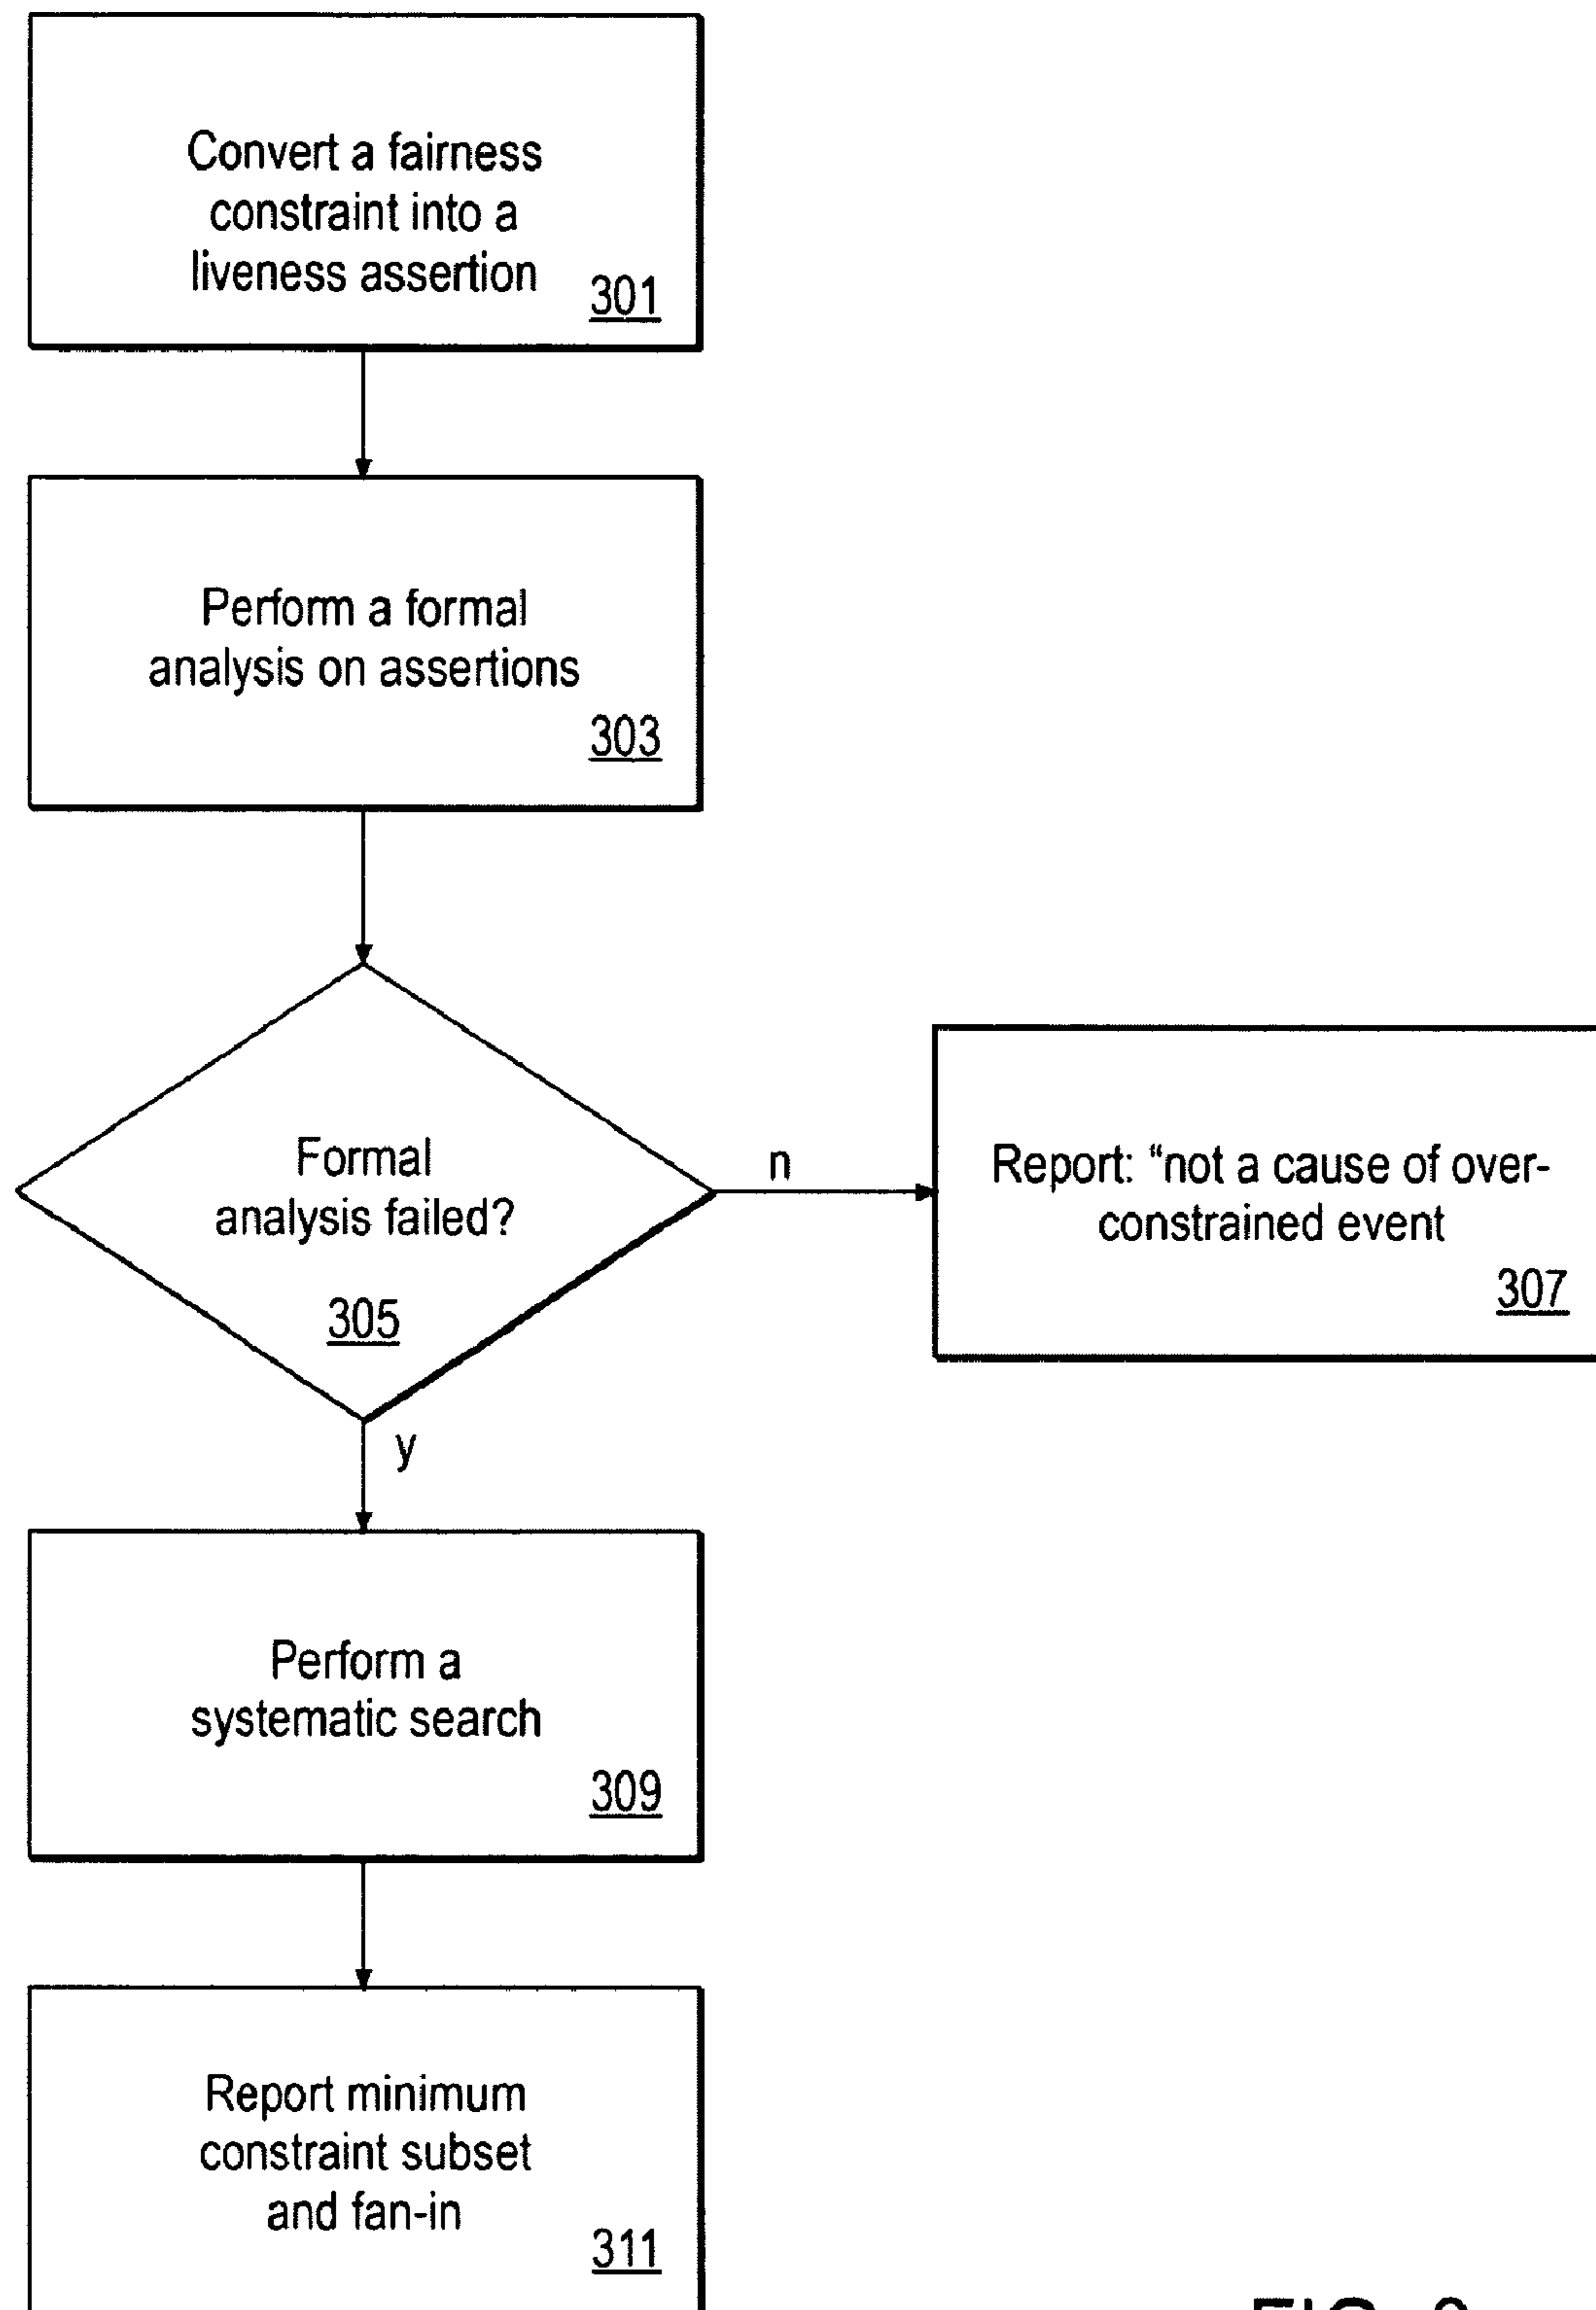 Convert a fairness
constraint into a
liveness assertion
301
Perform a formal
analysis on assertions
303
Formal
analysis failed?
305
n
Report: “not a cause of over-
constrained event
307
y
Perform a
systematic search
309
Report minimum
constraint subset
and fan-in
311
FIG.